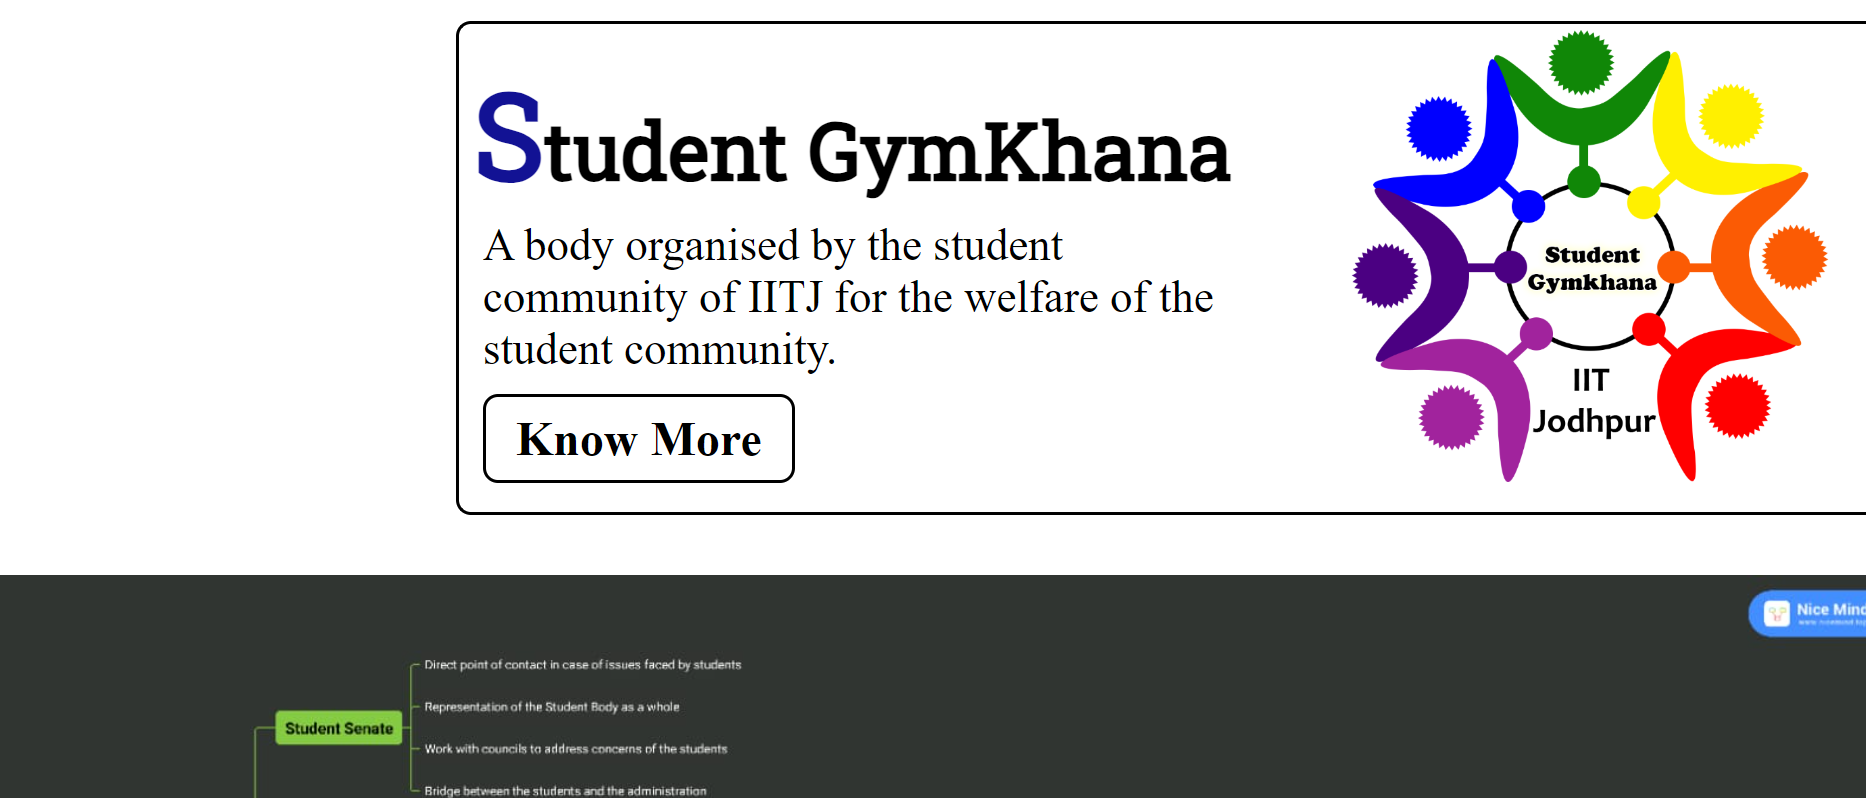 Student GymKhana
A body organised by the student
community of IITJ for the welfare of the
student community.
Know More
Student
Gymkhana
IIT
Jodhpur
Nice Mind
Direct point of contact in case of issues faced by students
Representation of the Student Body as a whole
Student Senate
Work with councils to address concerns of the students
Bridge between the students and the administration